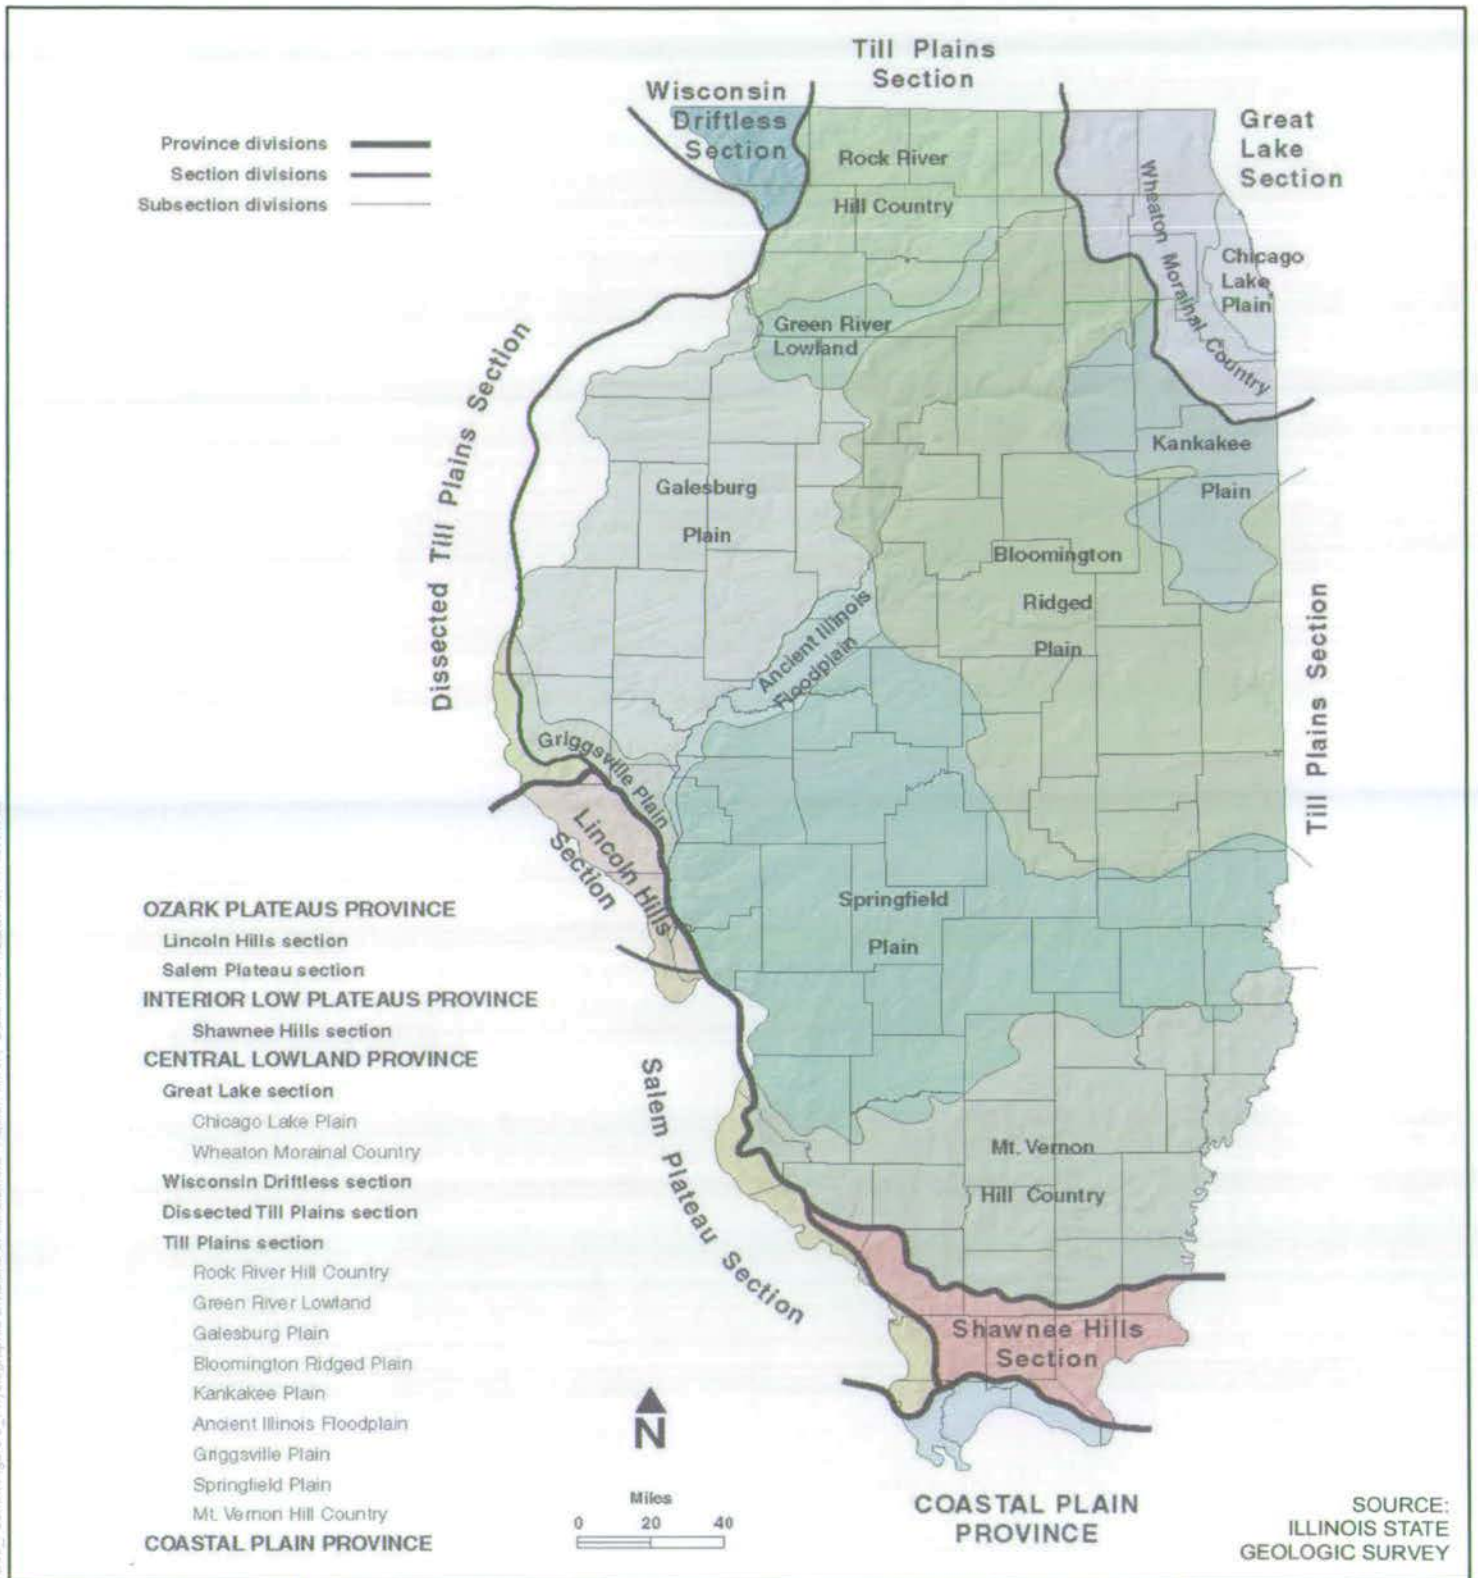 Till Plains
Section
Wisconsin
Driftless
Section
Great
Lake
Section
Province divisions
Section divisions
Subsection divisions
Rock River
Hill Country
Wheaton Morainal Country
Chicago
Lake
Plain
Green River
Lowland
Dissected Till Plains Section
Kankakee
Plain
Galesburg
Plain
Bloomington
Ridged
Plain
Ancient Illinois
Floodplain
Till Plains Section
Griggsville Plain
Lincoln Hills
Section
Springfield
Plain
OZARK PLATEAUS PROVINCE
Lincoln Hills section
Salem Plateau section
INTERIOR LOW PLATEAUS PROVINCE
Shawnee Hills section
CENTRAL LOWLAND PROVINCE
Great Lake section
Chicago Lake Plain
Wheaton Morainal Country
Wisconsin Driftless section
Dissected Till Plains section
Till Plains section
Rock River Hill Country
Green River Lowland
Galesburg Plain
Bloomington Ridged Plain
Kankakee Plain
Ancient Illinois Floodplain
Griggsville Plain
Springfield Plain
Mt. Vernon Hill Country
COASTAL PLAIN PROVINCE
Salem Plateau Section
Mt. Vernon
Hill Country
Shawnee Hills
Section
N
Miles
0 20 40
COASTAL PLAIN
PROVINCE
SOURCE:
ILLINOIS STATE
GEOLOGIC SURVEY